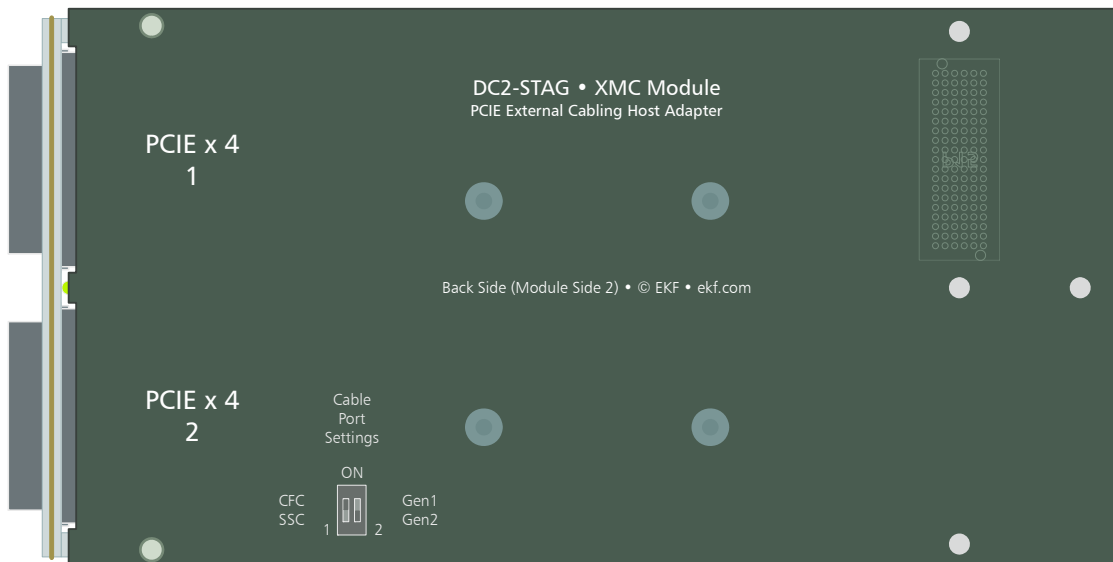 DC2-STAG • XMC Module
PCIE External Cabling Host Adapter
PCIE x 4
1
Back Side (Module Side 2) • © EKF • ekf.com
PCIE x 4
2
Cable
Port
Settings
ON
CFC
SSC
1
2
Gen1
Gen2